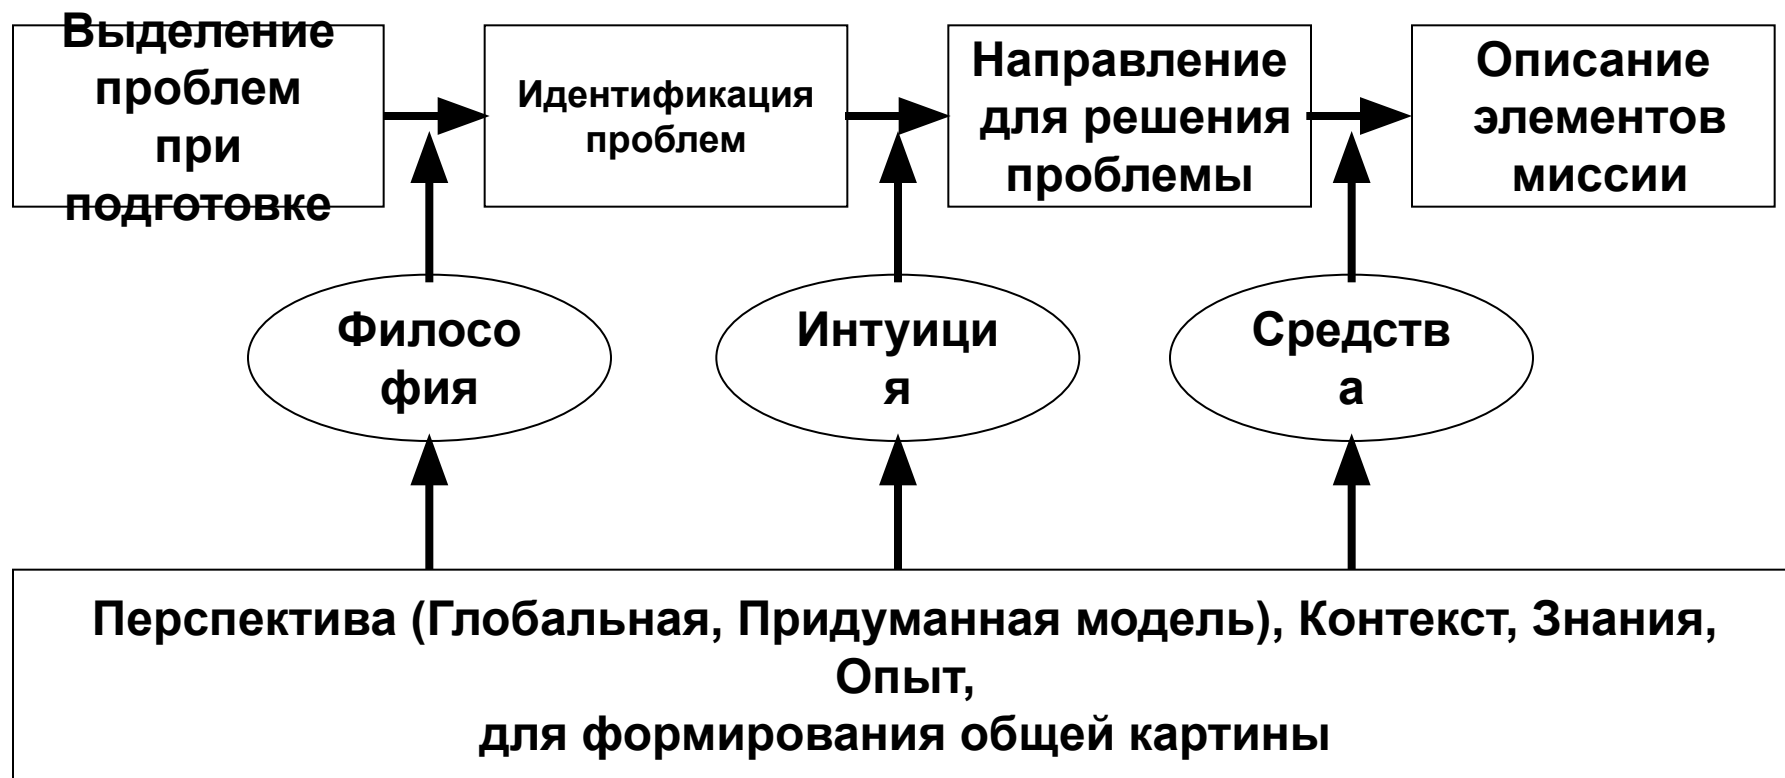 Выделение
проблем
при
подготовке
Идентификация
проблем
Направление
для решения
проблемы
Описание
элементов
миссии
Филосо
фия
Интуици
я
Средств
а
Перспектива (Глобальная, Придуманная модель), Контекст, Знания,
Опыт,
для формирования общей картины